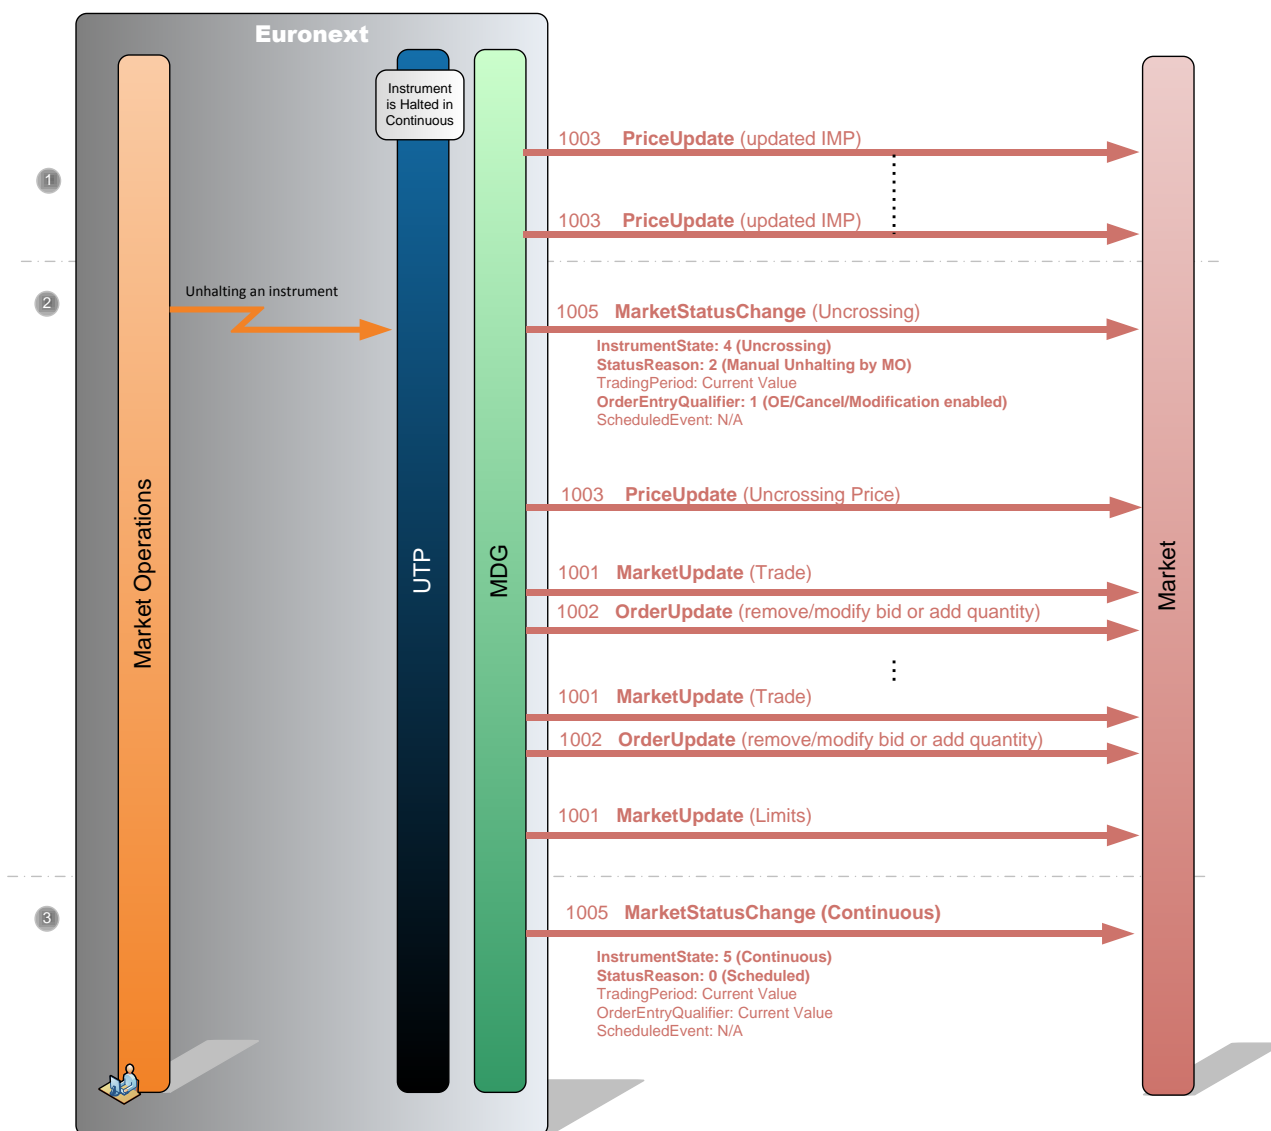 Euronext
Instrument
is Halted in
Continuous
1003 PriceUpdate (updated IMP)
1
1003 PriceUpdate (updated IMP)
2
Unhalting an instrument
1005 MarketStatusChange (Uncrossing)
InstrumentState: 4 (Uncrossing)
StatusReason: 2 (Manual Unhalting by MO)
TradingPeriod: Current Value
OrderEntryQualifier: 1 (OE/Cancel/Modification enabled)
ScheduledEvent: N/A
1003 PriceUpdate (Uncrossing Price)
Market Operations
UTP
MDG
Market
1001 MarketUpdate (Trade)
1002 OrderUpdate (remove/modify bid or add quantity)
1001 MarketUpdate (Trade)
1002 OrderUpdate (remove/modify bid or add quantity)
1001 MarketUpdate (Limits)
3
1005 MarketStatusChange (Continuous)
InstrumentState: 5 (Continuous)
StatusReason: 0 (Scheduled)
TradingPeriod: Current Value
OrderEntryQualifier: Current Value
ScheduledEvent: N/A